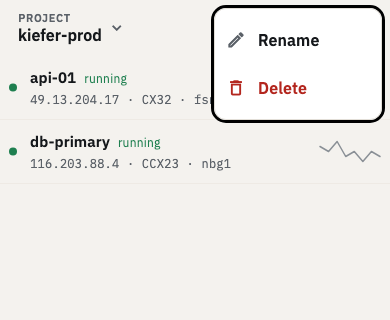 PROJECT
kiefer-prod
Rename
Delete
api-01 running
49.13.204.17 · CX32 ·
db-primary running
116.203.88.4 · CCX23 · nbg1